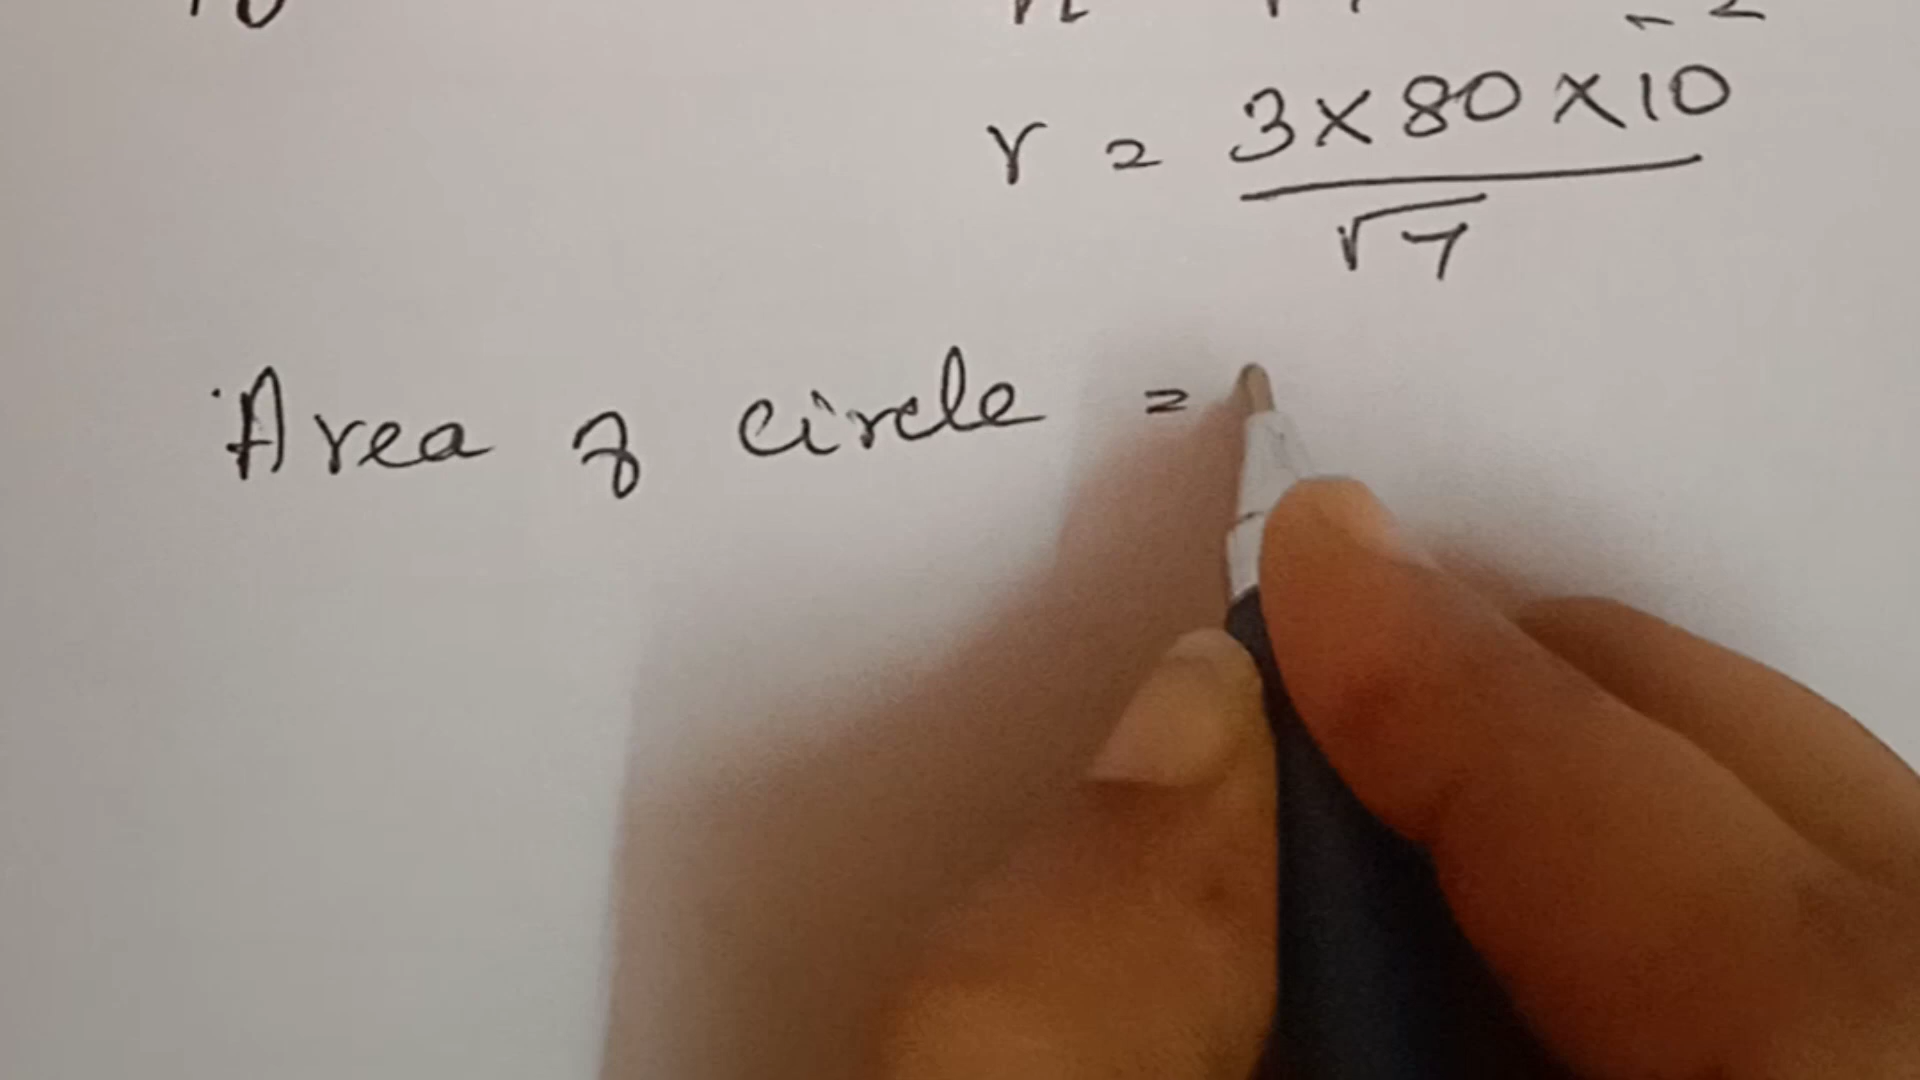 r = 3 x 80 x 10
√7
Area of circle =